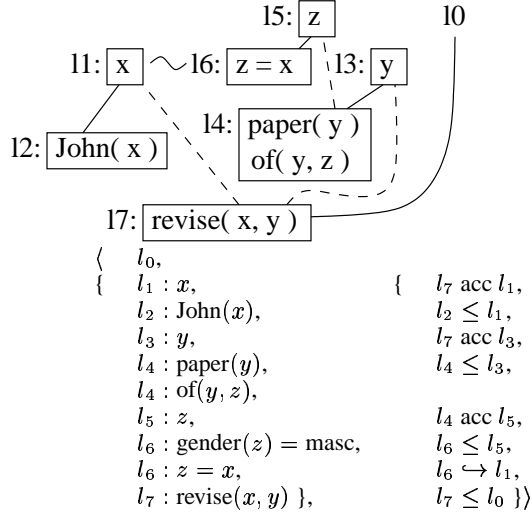 l5: z l0
l1: x l6: z = x l3: y
l4: paper( y )
of( y, z )
l2: John( x )
l7: revise( x, y )
⟨ l₀,
{ l₁ : x, { l₇ acc l₁,
l₂ : John(x), l₂ ≤ l₁,
l₃ : y, l₇ acc l₃,
l₄ : paper(y), l₄ ≤ l₃,
l₄ : of(y, z),
l₅ : z, l₄ acc l₅,
l₆ : gender(z) = masc, l₆ ≤ l₅,
l₆ : z = x, l₆ ↪ l₁,
l₇ : revise(x, y) }, l₇ ≤ l₀ }⟩